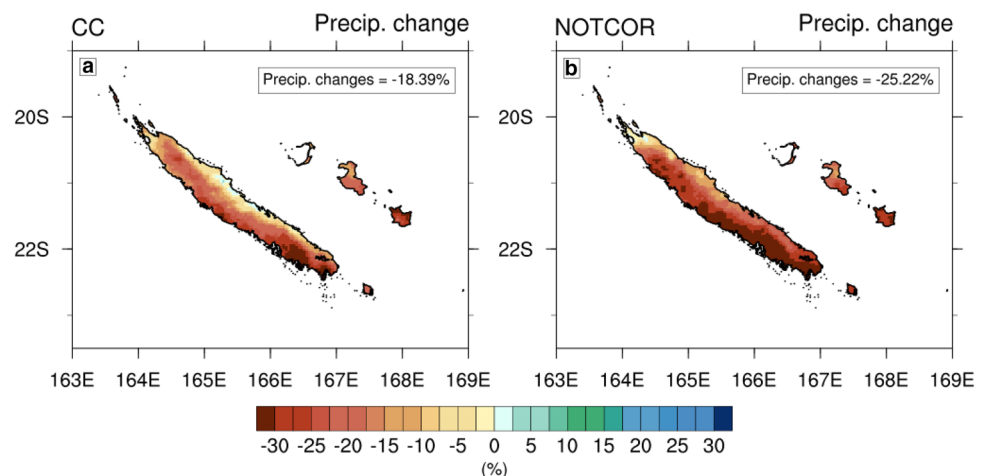 CC Precip. change NOTCOR Precip. change
a Precip. changes = -18.39% b Precip. changes = -25.22%
20S 20S
22S 22S
163E 164E 165E 166E 167E 168E 169E 163E 164E 165E 166E 167E 168E 169E
-30 -25 -20 -15 -10 -5 0 5 10 15 20 25 30
(%)